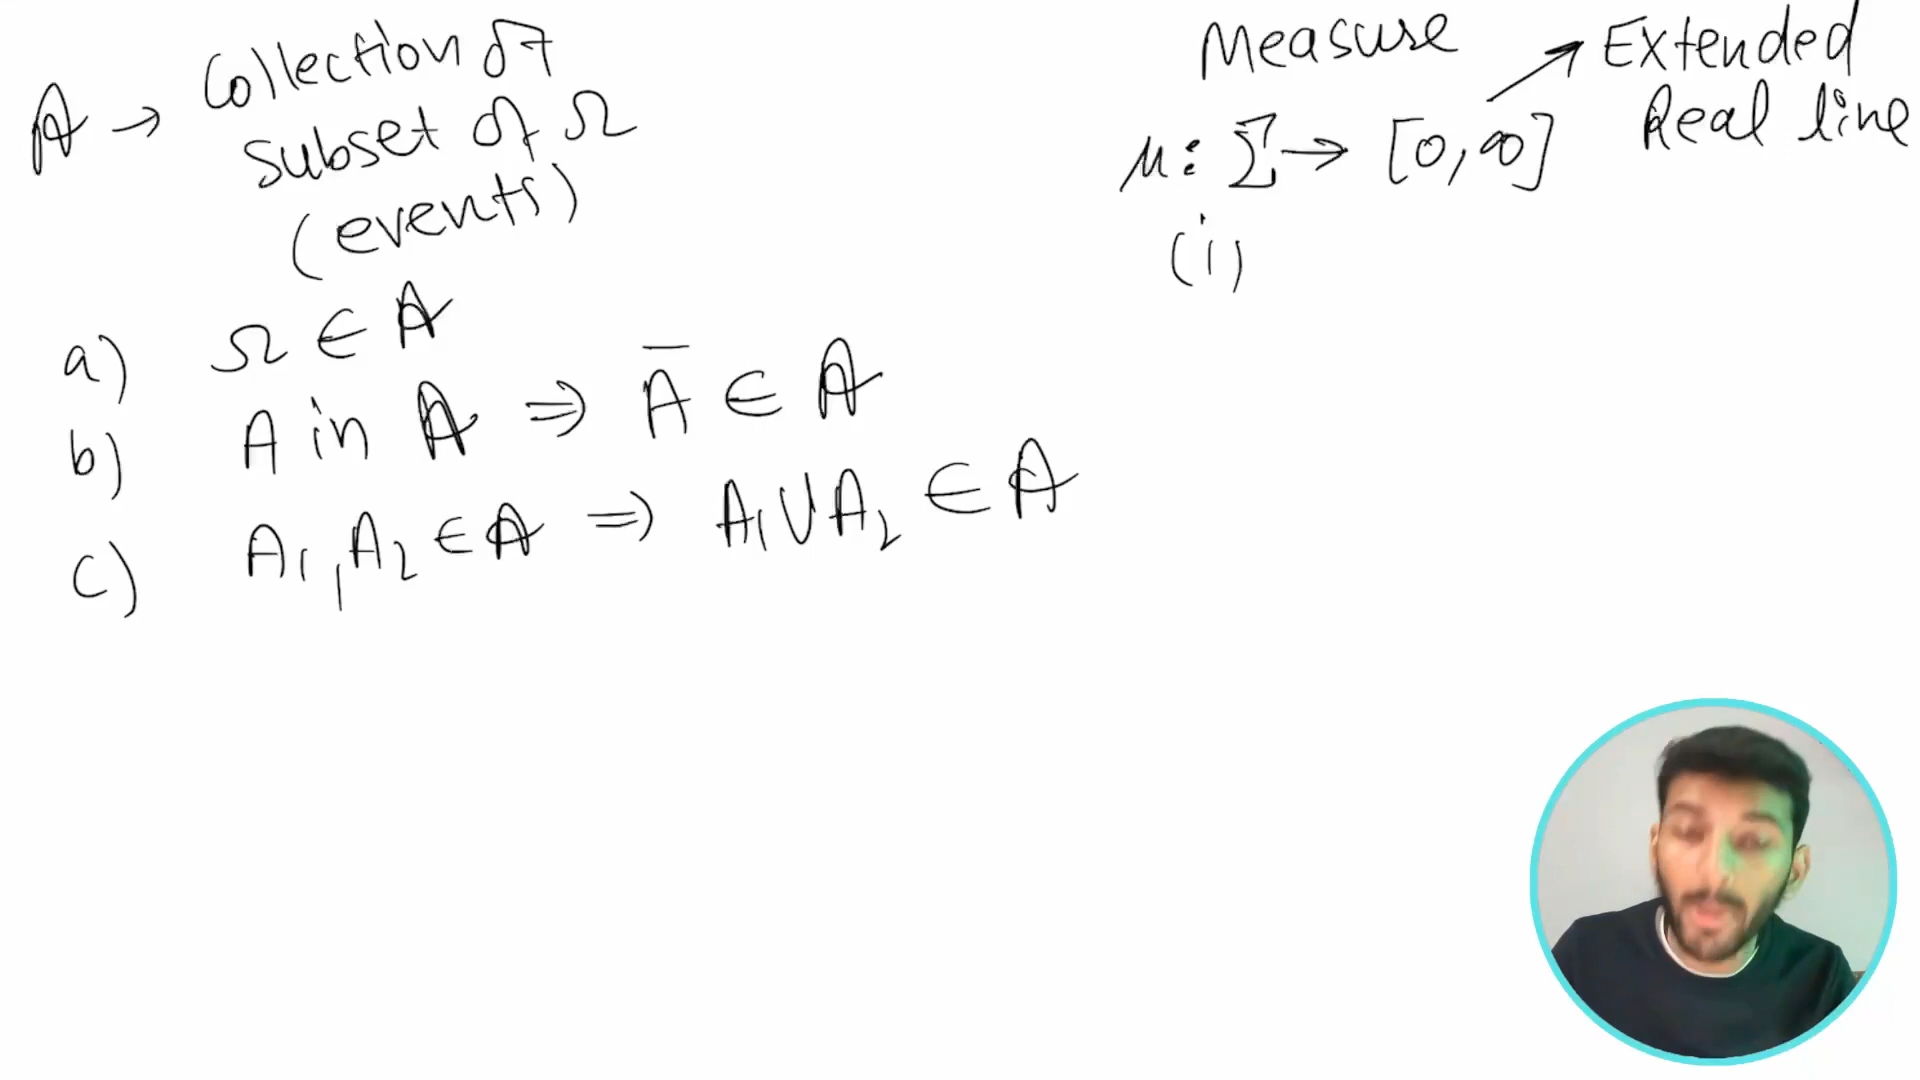 𝔸 → Collection of
subset of Ω
(events)
a) Ω ∈ 𝔸
b) A in 𝔸 ⇒ A̅ ∈ 𝔸
c) A₁, A₂ ∈ 𝔸 ⇒ A₁ ∪ A₂ ∈ 𝔸
Measure
μ: Σ → [0, ∞]
↗ Extended
Real line
(i)